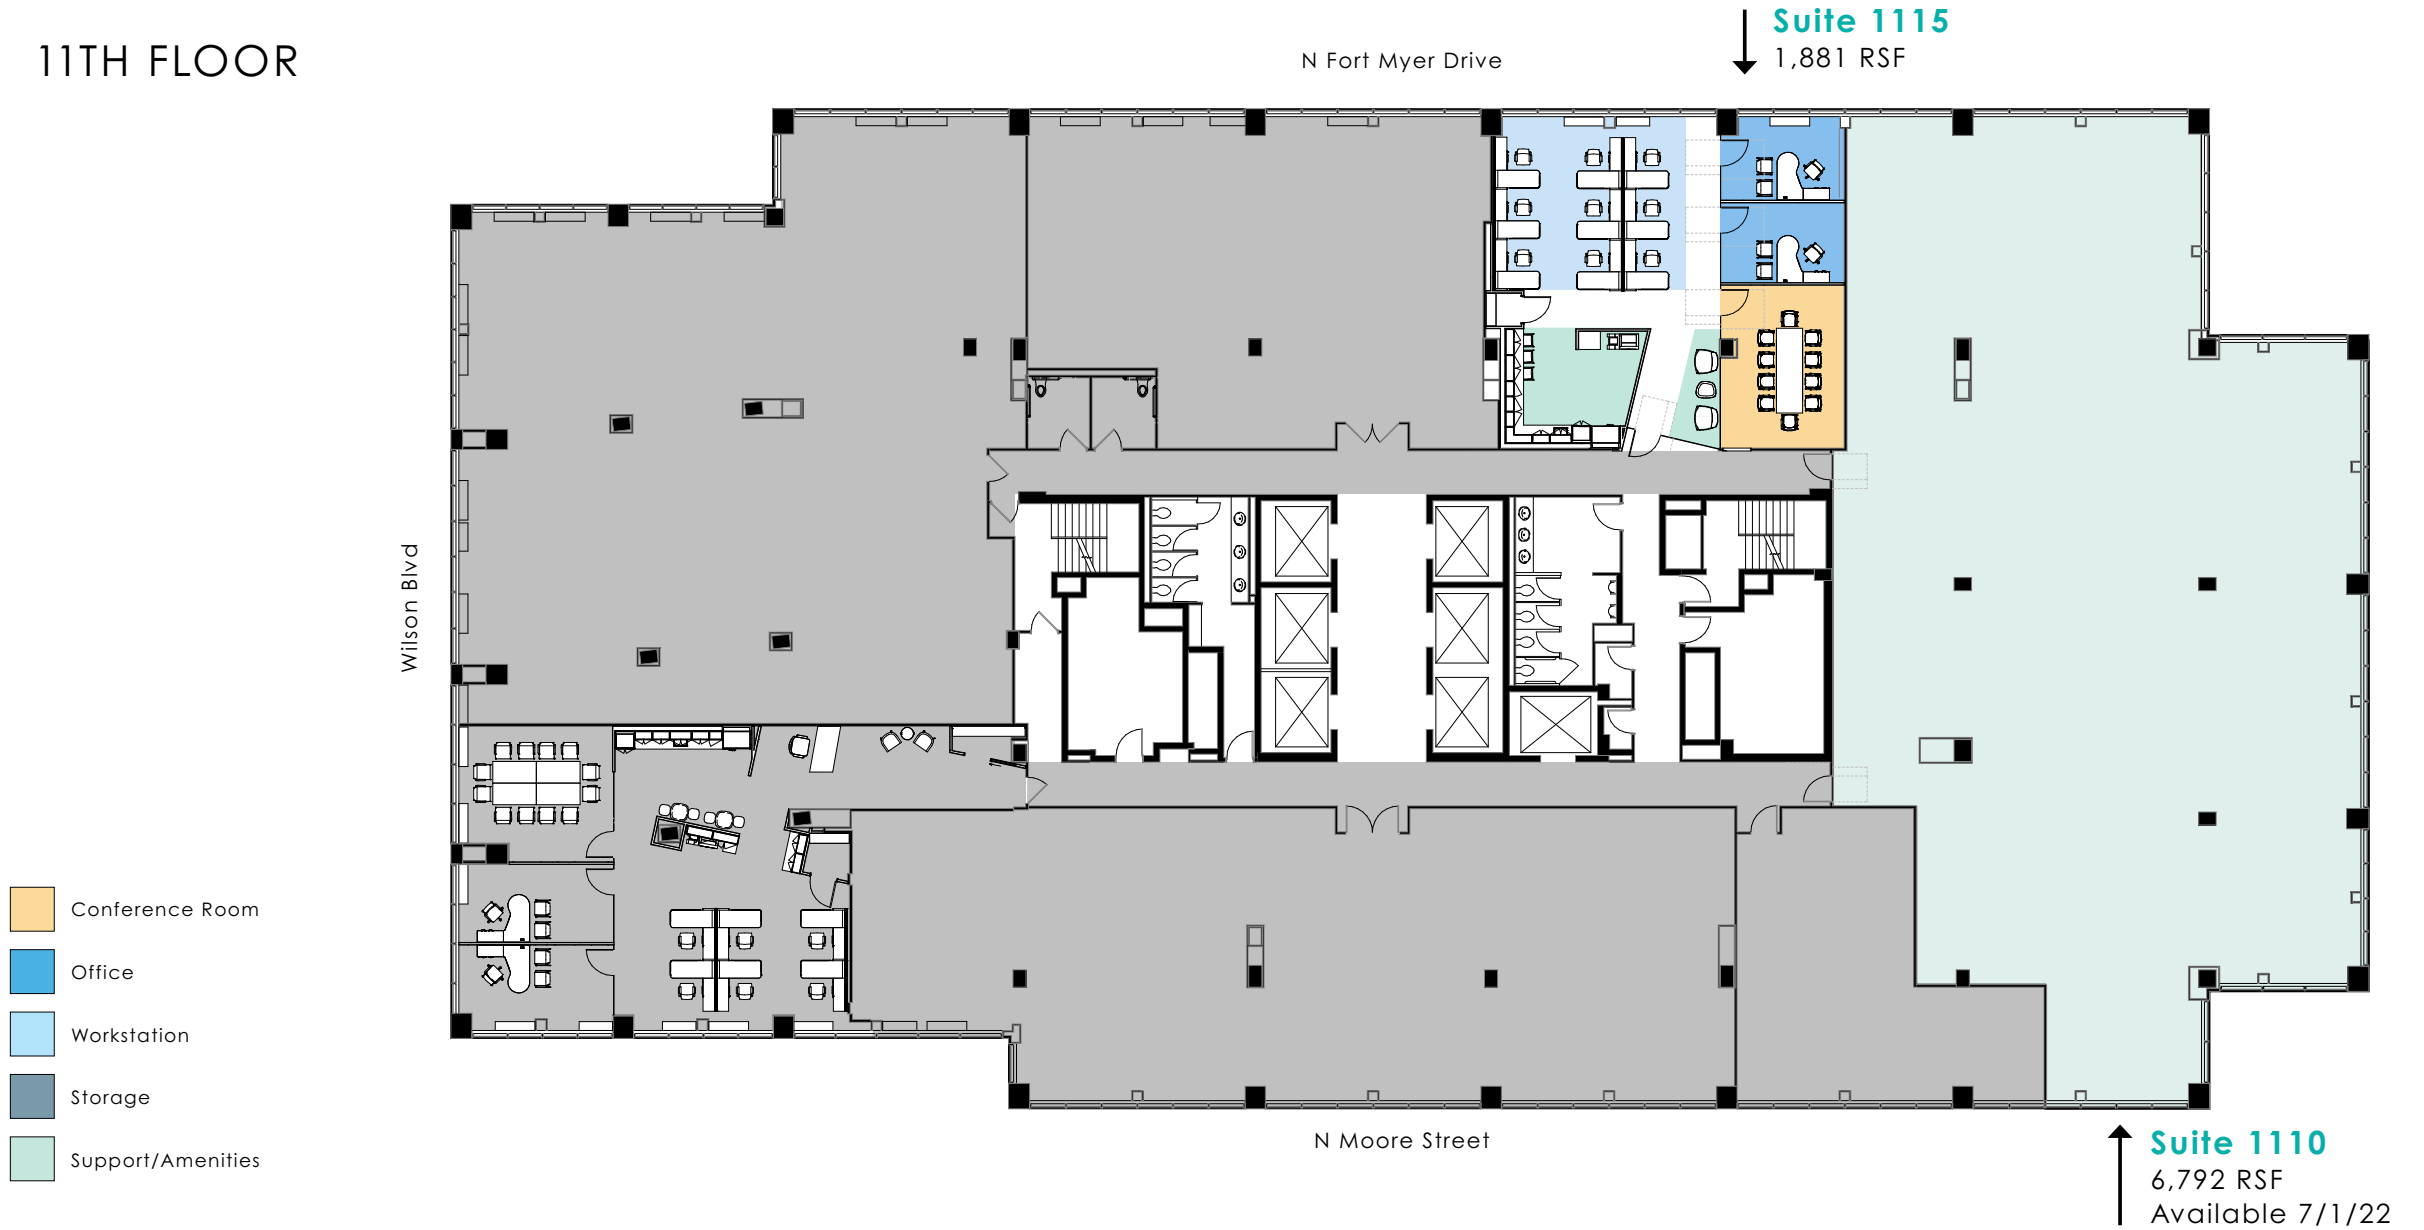 11TH FLOOR
N Fort Myer Drive
Suite 1115
1,881 RSF
Wilson Blvd
Conference Room
Office
Workstation
Storage
Support/Amenities
N Moore Street
Suite 1110
6,792 RSF
Available 7/1/22